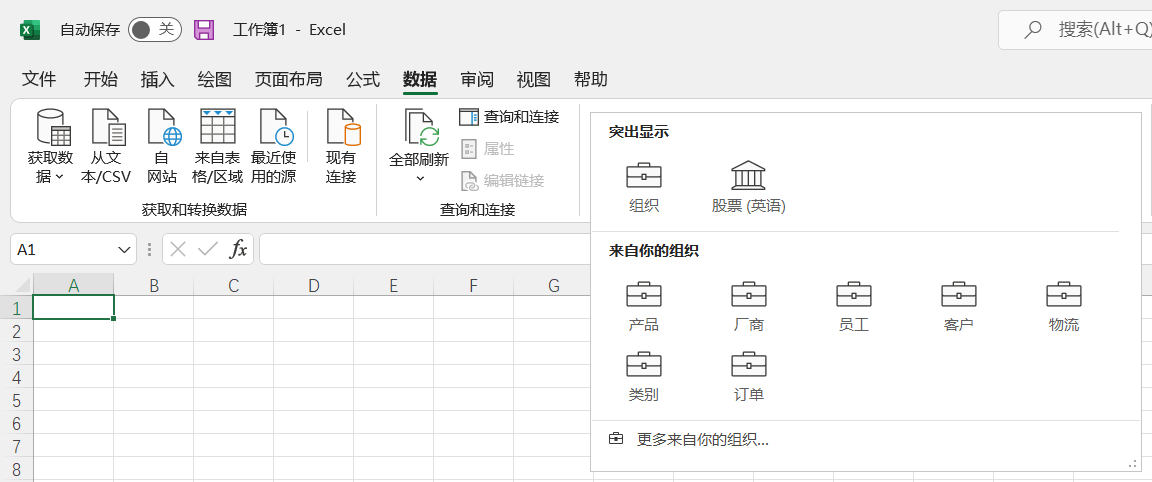 自动保存 关 工作簿1 - Excel 搜索(Alt+Q)
文件 开始 插入 绘图 页面布局 公式 数据 审阅 视图 帮助
获取数据
从文本/CSV
自网站
来自表格/区域
最近使用的源
现有连接
获取和转换数据
全部刷新
查询和连接
属性
编辑链接
查询和连接
突出显示
组织 股票 (英语)
来自你的组织
产品 厂商 员工 客户 物流
类别 订单
更多来自你的组织...
A1 fx
A B C D E F G
1
2
3
4
5
6
7
8